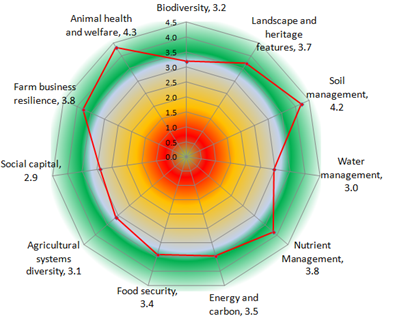 Biodiversity, 3.2
Landscape and
heritage
features, 3.7
Soil
management,
4.2
Water
management,
3.0
Nutrient
Management,
3.8
Energy and
carbon, 3.5
Food security,
3.4
Agricultural
systems
diversity, 3.1
Social capital,
2.9
Farm business
resilience, 3.8
Animal health
and welfare, 4.3
4.5
4.0
3.5
3.0
2.5
2.0
1.5
1.0
0.5
0.0